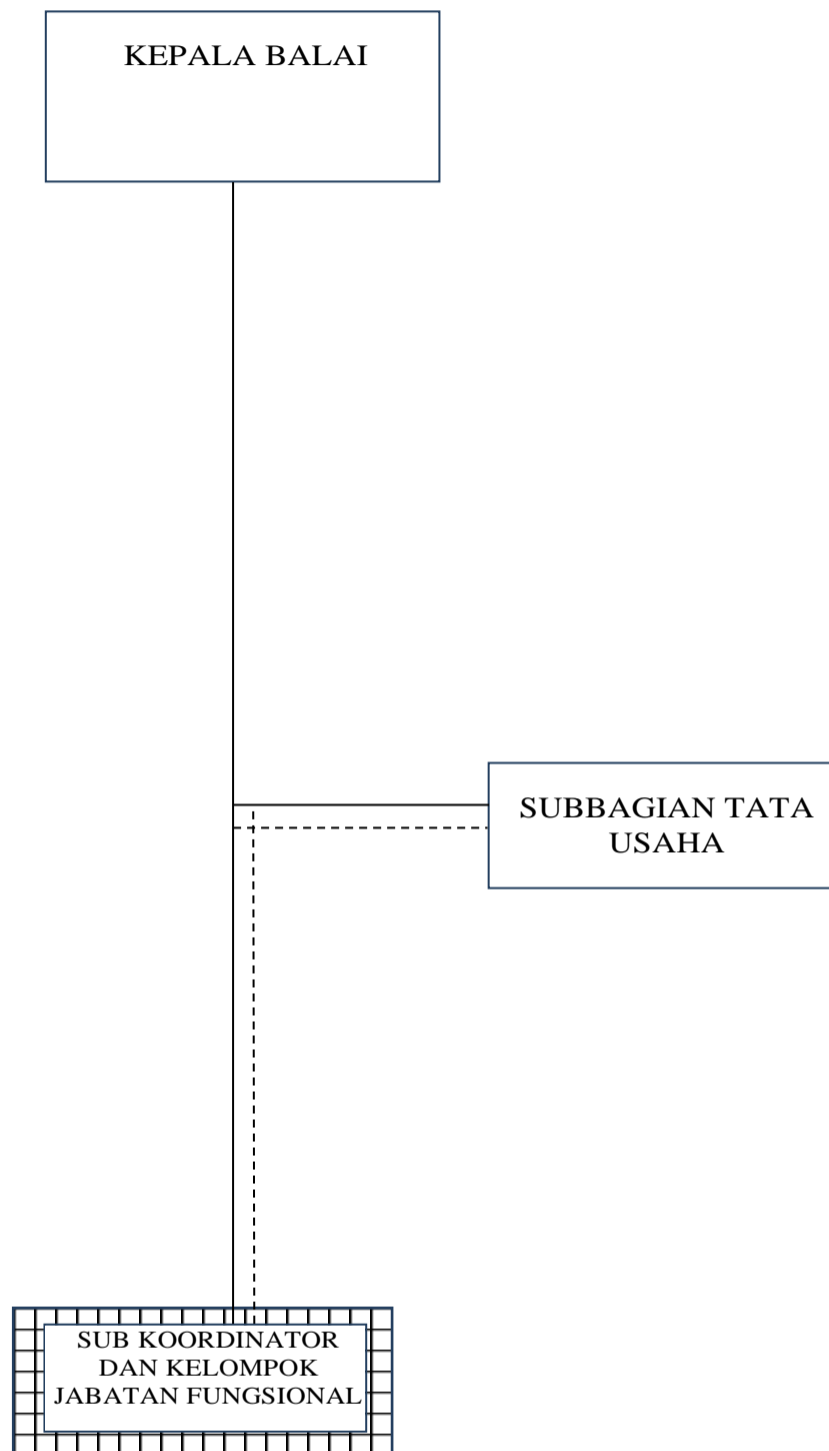 KEPALA BALAI
SUBBAGIAN TATA
USAHA
SUB KOORDINATOR
DAN KELOMPOK
JABATAN FUNGSIONAL